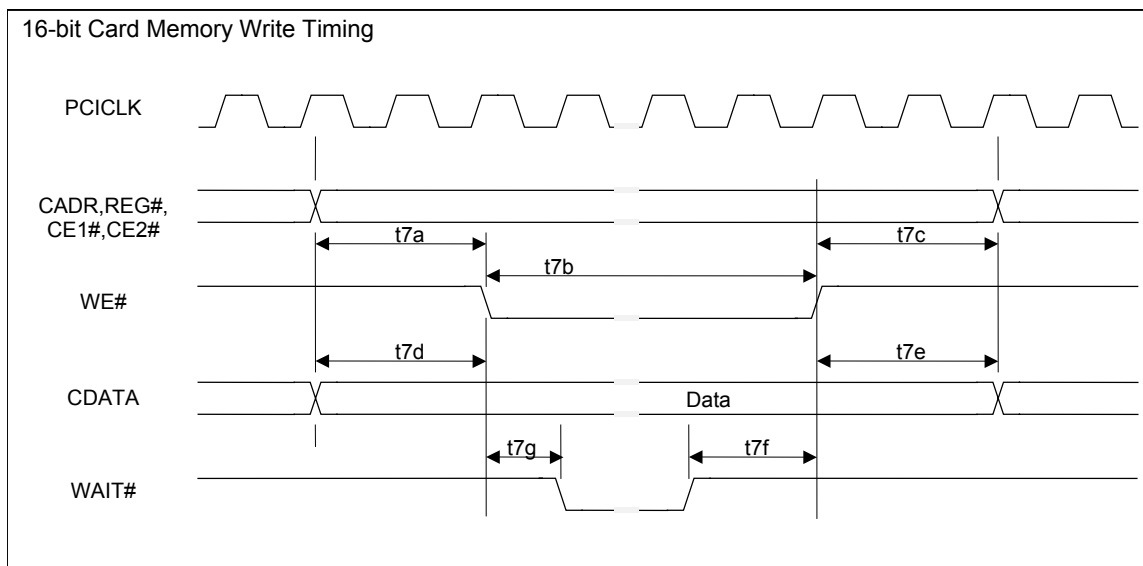 16-bit Card Memory Write Timing
PCICLK
CADR,REG#,
CE1#,CE2#
t7a
t7c
t7b
WE#
t7d
t7e
CDATA
Data
t7g
t7f
WAIT#